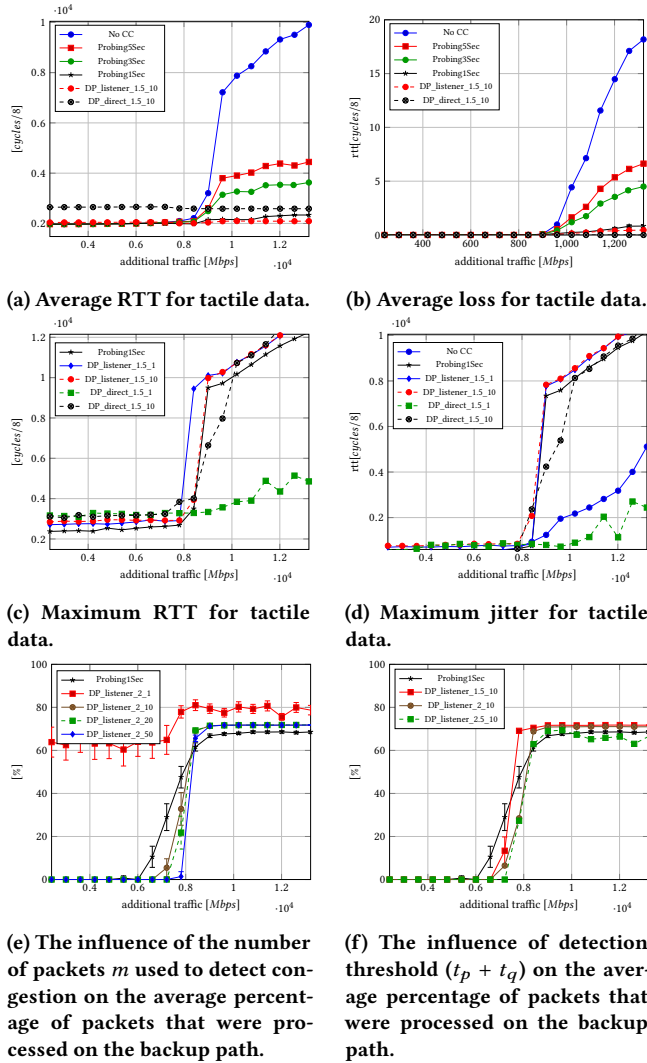 ·10⁴
1
0.8
0.6
0.4
0.2
[cycles/8]
No CC
Probing5Sec
Probing3Sec
Probing1Sec
DP_listener_1.5_10
DP_direct_1.5_10
0.4 0.6 0.8 1 1.2
additional traffic [Mbps]
·10⁴
(a) Average RTT for tactile data.
20
15
10
5
0
rtt[cycles/8]
No CC
Probing5Sec
Probing3Sec
Probing1Sec
DP_listener_1.5_10
DP_direct_1.5_10
400 600 800 1,000 1,200
additional traffic [Mbps]
(b) Average loss for tactile data.
·10⁴
1.2
1
0.8
0.6
0.4
0.2
[cycles/8]
Probing1Sec
DP_listener_1.5_1
DP_listener_1.5_10
DP_direct_1.5_1
DP_direct_1.5_10
0.4 0.6 0.8 1 1.2
additional traffic [Mbps]
·10⁴
(c) Maximum RTT for tactile
data.
·10⁴
1
0.8
0.6
0.4
0.2
rtt[cycles/8]
No CC
Probing1Sec
DP_listener_1.5_1
DP_listener_1.5_10
DP_direct_1.5_1
DP_direct_1.5_10
0.4 0.6 0.8 1 1.2
additional traffic [Mbps]
·10⁴
(d) Maximum jitter for tactile
data.
100
80
60
40
20
0
[%]
Probing1Sec
DP_listener_2_1
DP_listener_2_10
DP_listener_2_20
DP_listener_2_50
0.4 0.6 0.8 1 1.2
additional traffic [Mbps]
·10⁴
(e) The influence of the number
of packets m used to detect con-
gestion on the average percent-
age of packets that were pro-
cessed on the backup path.
100
80
60
40
20
0
[%]
Probing1Sec
DP_listener_1.5_10
DP_listener_2_10
DP_listener_2.5_10
0.4 0.6 0.8 1 1.2
additional traffic [Mbps]
·10⁴
(f) The influence of detection
threshold (tₚ + t_q) on the aver-
age percentage of packets that
were processed on the backup
path.